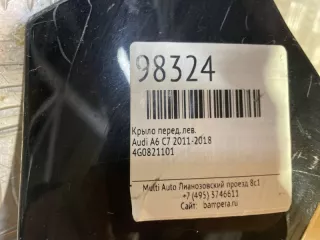 98324
Крыло перед.лев.
Audi A6 C7 2011-2018
4G0821101
Multi Auto Лианозовский проезд 8с1
+7 (495) 3746611
Сайт: bampera.ru